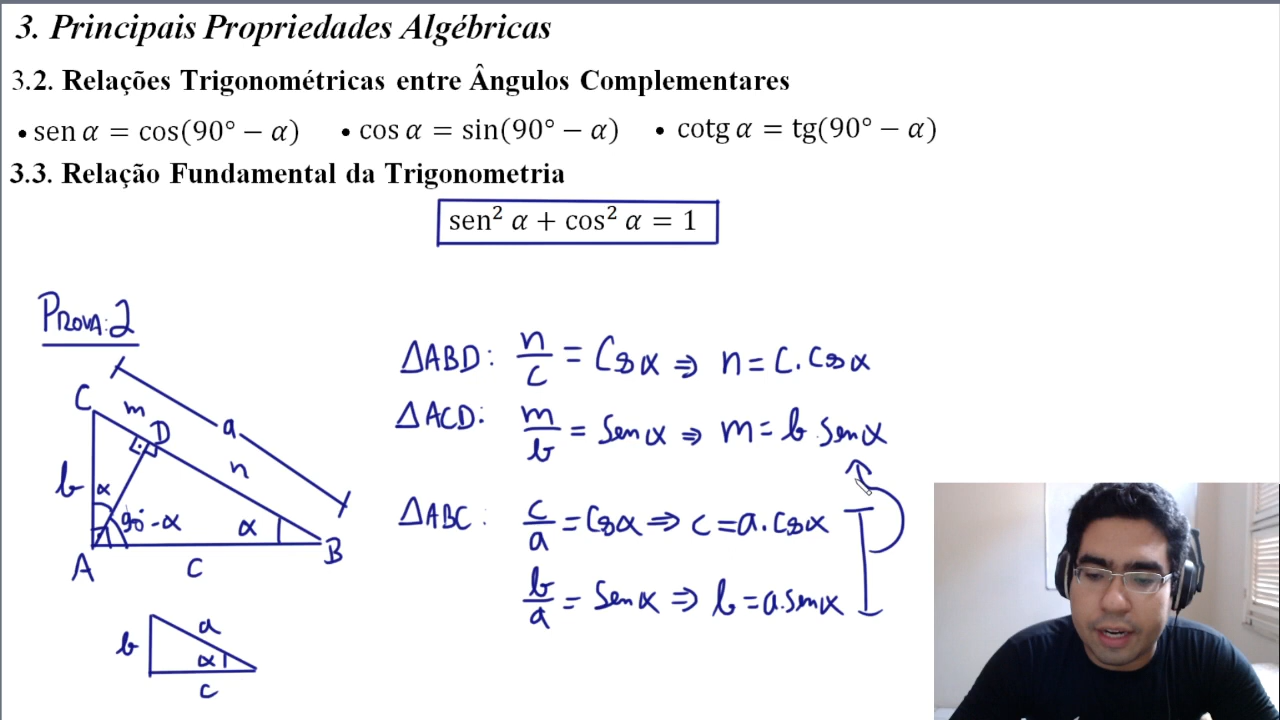 3. Principais Propriedades Algébricas
3.2. Relações Trigonométricas entre Ângulos Complementares
• sen α = cos(90° − α) • cos α = sin(90° − α) • cotg α = tg(90° − α)
3.3. Relação Fundamental da Trigonometria
sen² α + cos² α = 1
PROVA: 2
C m D a n
b α 90°-α α
A c B
b a α c
ΔABD: n/c = Cos α ⇒ n = c . Cos α
ΔACD: m/b = Sen α ⇒ m = b . Sen α
ΔABC: c/a = Cos α ⇒ c = a . Cos α
b/a = Sen α ⇒ b = a . Sen α